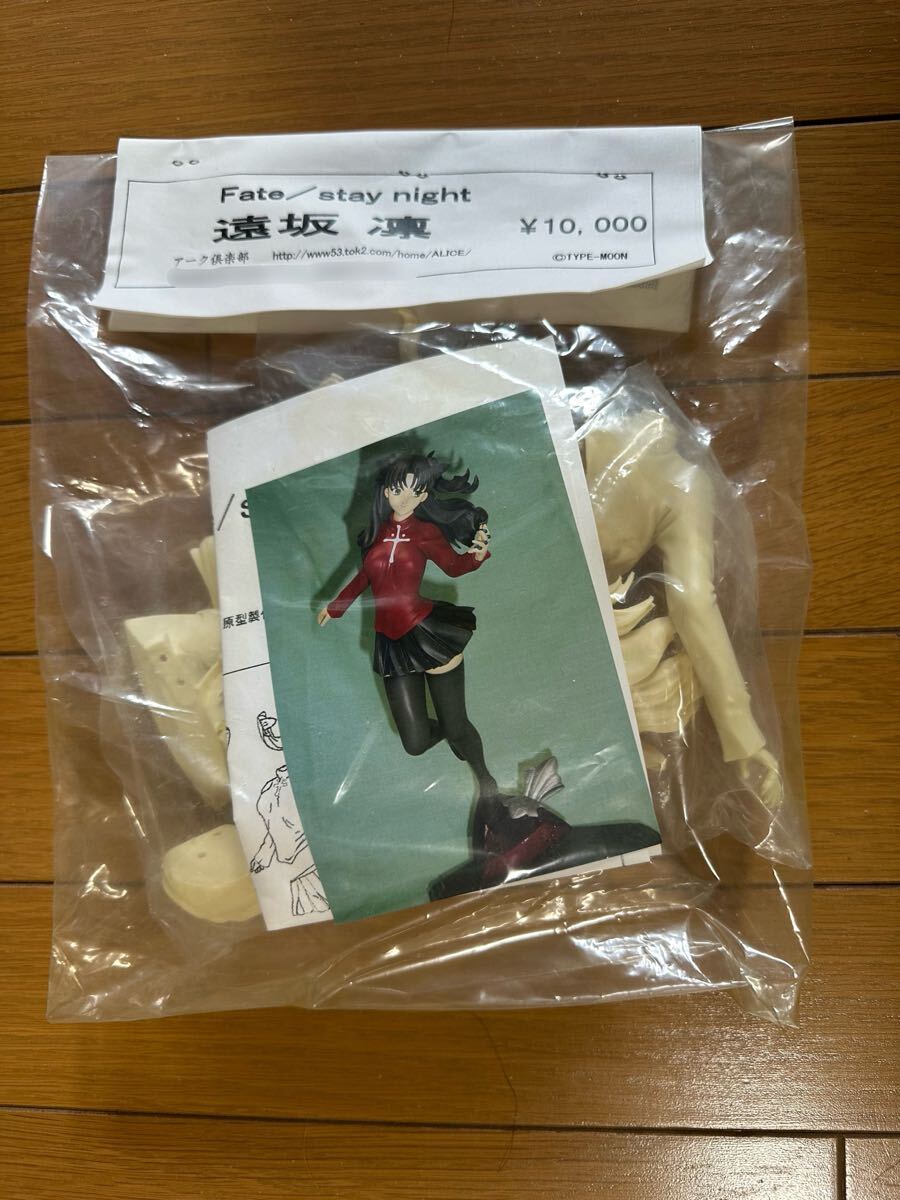 Fate／stay night
遠坂 凛 ￥10,000
アーク倶楽部 http://www53.tok2.com/home/ALICE/ ©TYPE-MOON
/s
原型製